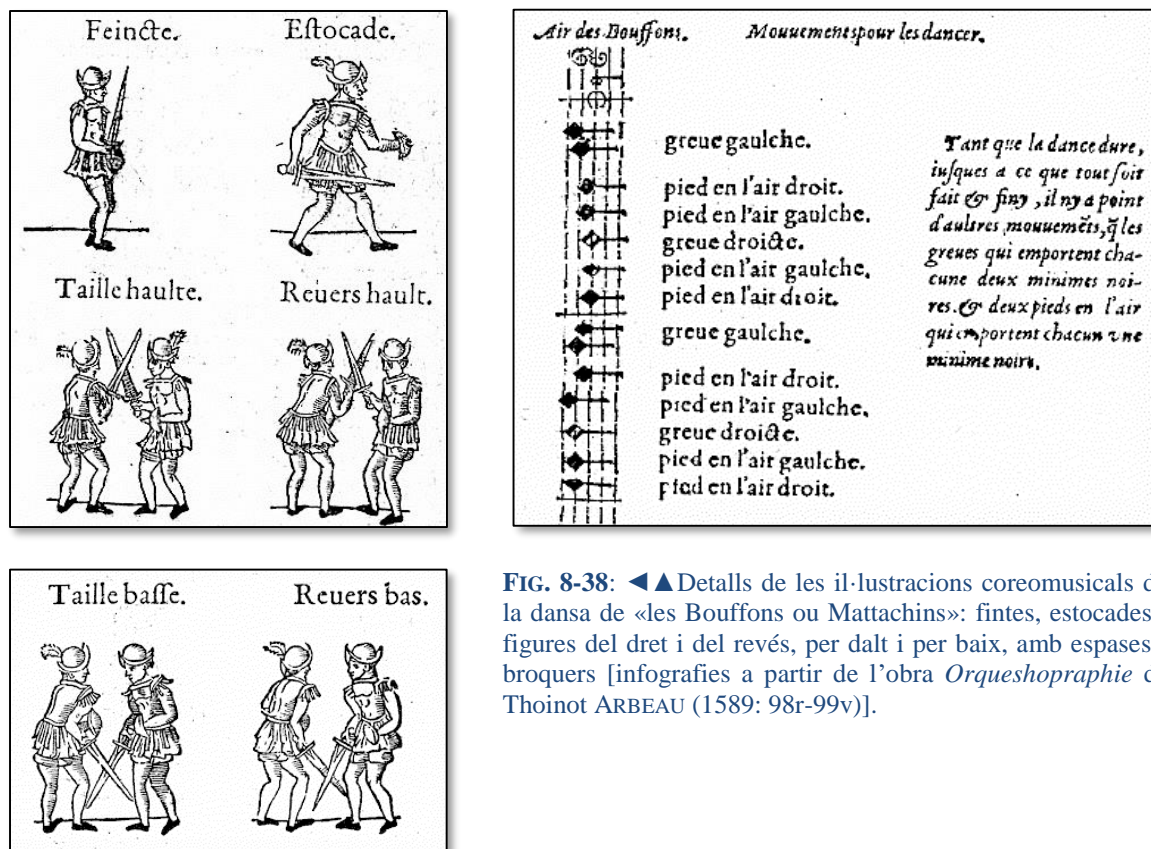 Feincte. Eſtocade.
Taille haulte. Reuers hault.
Air des Bouffons. Mouuements pour les dancer.
greue gaulche.
pied en l'air droit.
pied en l'air gaulche.
greue droicte.
pied en l'air gaulche.
pied en l'air droit.
greue gaulche.
pied en l'air droit.
pied en l'air gaulche.
greue droicte.
pied en l'air gaulche.
pied en l'air droit.
Tant que la dance dure,
iuſques a ce que tout ſoit
fait & finy, il ny a point
d'aultres mouuemẽts, q̃ les
greues qui emportent cha-
cune deux minimes noi-
res. & deux pieds en l'air
qui emportent chacun vne
minime noire.
Taille baſſe. Reuers bas.
FIG. 8-38: ◄▲Detalls de les il·lustracions coreomusicals d
la dansa de «les Bouffons ou Mattachins»: fintes, estocades
figures del dret i del revés, per dalt i per baix, amb espases
broquers [infografies a partir de l'obra Orqueshopraphie d
Thoinot ARBEAU (1589: 98r-99v)].